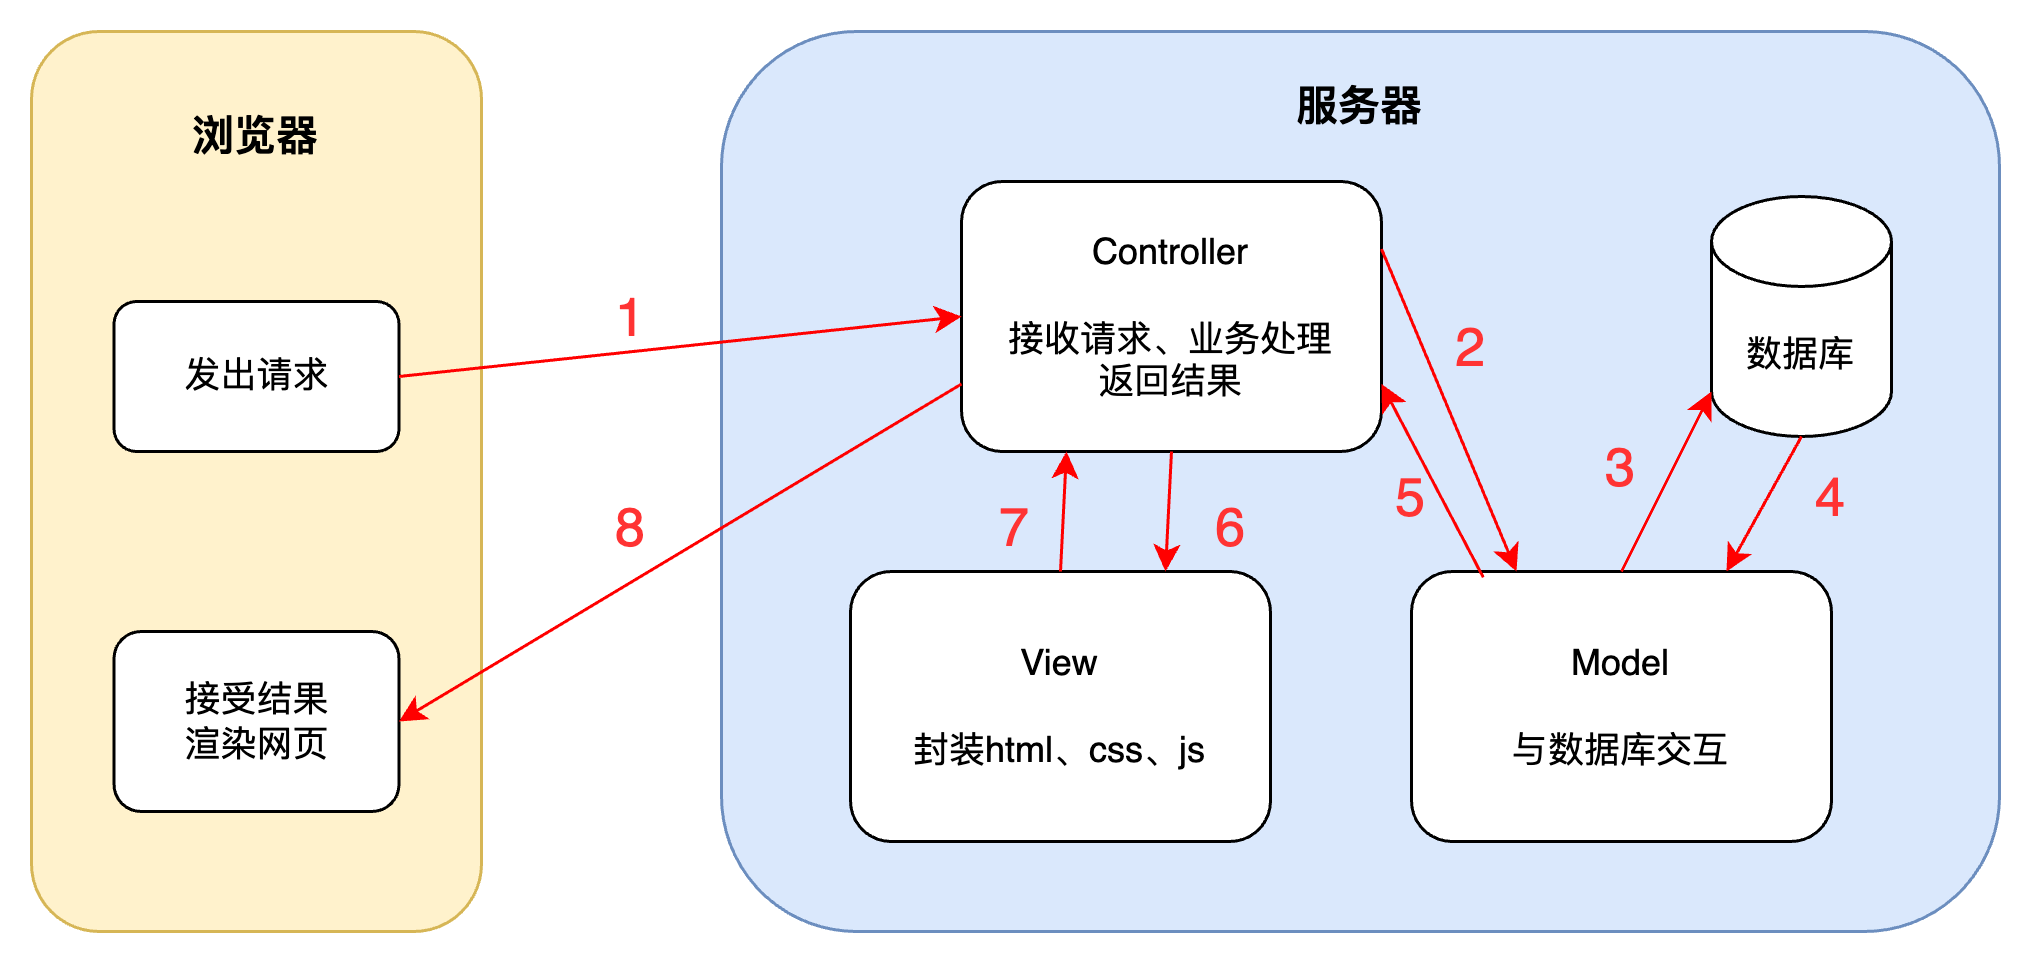 浏览器
服务器
Controller
接收请求、业务处理
返回结果
数据库
发出请求
1
2
3
4
5
6
7
8
接受结果
渲染网页
View
封装html、css、js
Model
与数据库交互